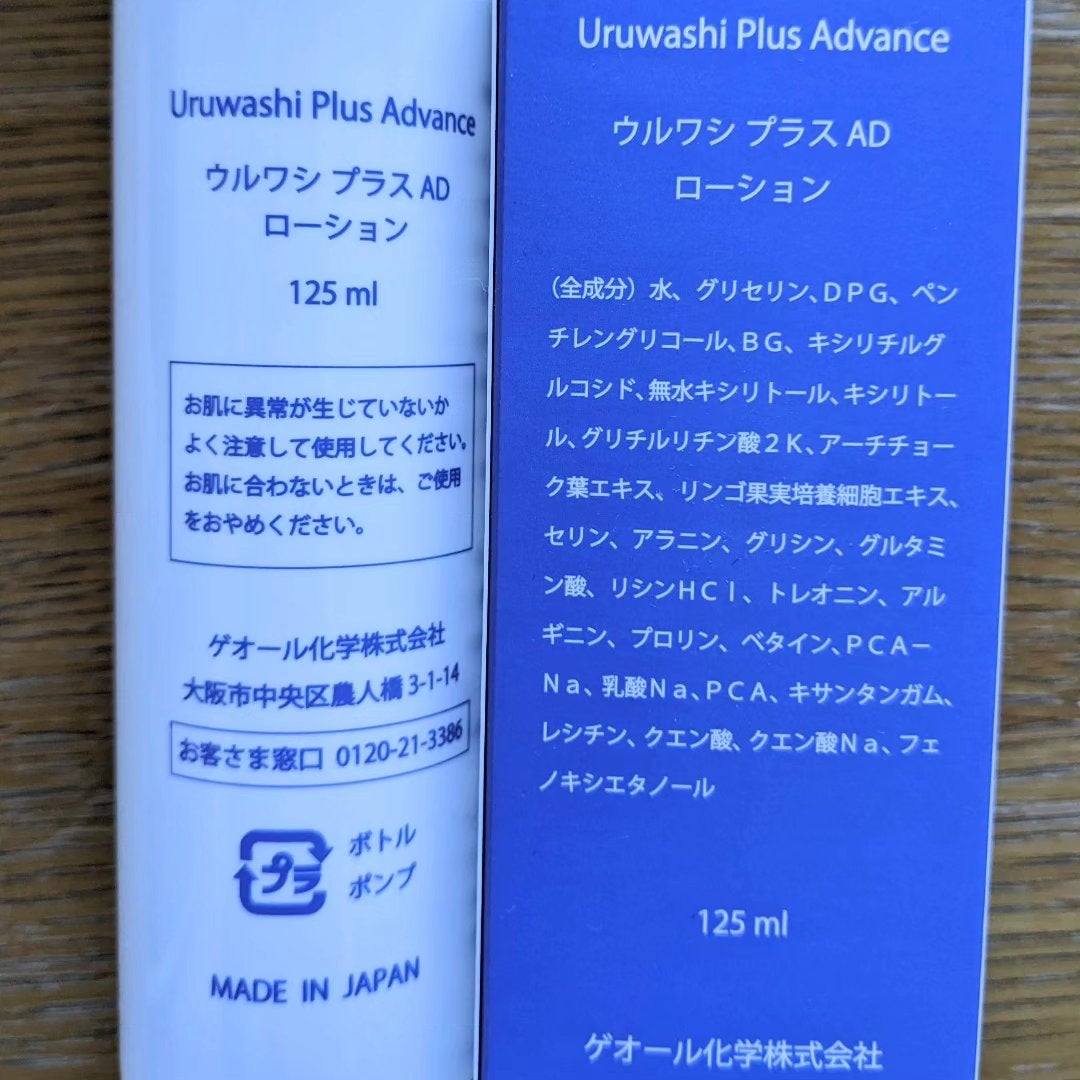 Uruwashi Plus Advance
ウルワシ プラス AD
ローション
125 ml
お肌に異常が生じていないか
よく注意して使用してください。
お肌に合わないときは、ご使用
をおやめください。
ゲオール化学株式会社
大阪市中央区農人橋 3-1-14
お客さま窓口 0120-21-3386
プラ
ボトル
ポンプ
MADE IN JAPAN
Uruwashi Plus Advance
ウルワシ プラス AD
ローション
(全成分) 水、グリセリン、DPG、ペン
チレングリコール、BG、キシリチルグ
ルコシド、無水キシリトール、キシリトー
ル、グリチルリチン酸2K、アーチチョー
ク葉エキス、リンゴ果実培養細胞エキス、
セリン、アラニン、グリシン、グルタミ
ン酸、リシンHCl、トレオニン、アル
ギニン、プロリン、ベタイン、PCA-
Na、乳酸Na、PCA、キサンタンガム、
レシチン、クエン酸、クエン酸Na、フェ
ノキシエタノール
125 ml
ゲオール化学株式会社